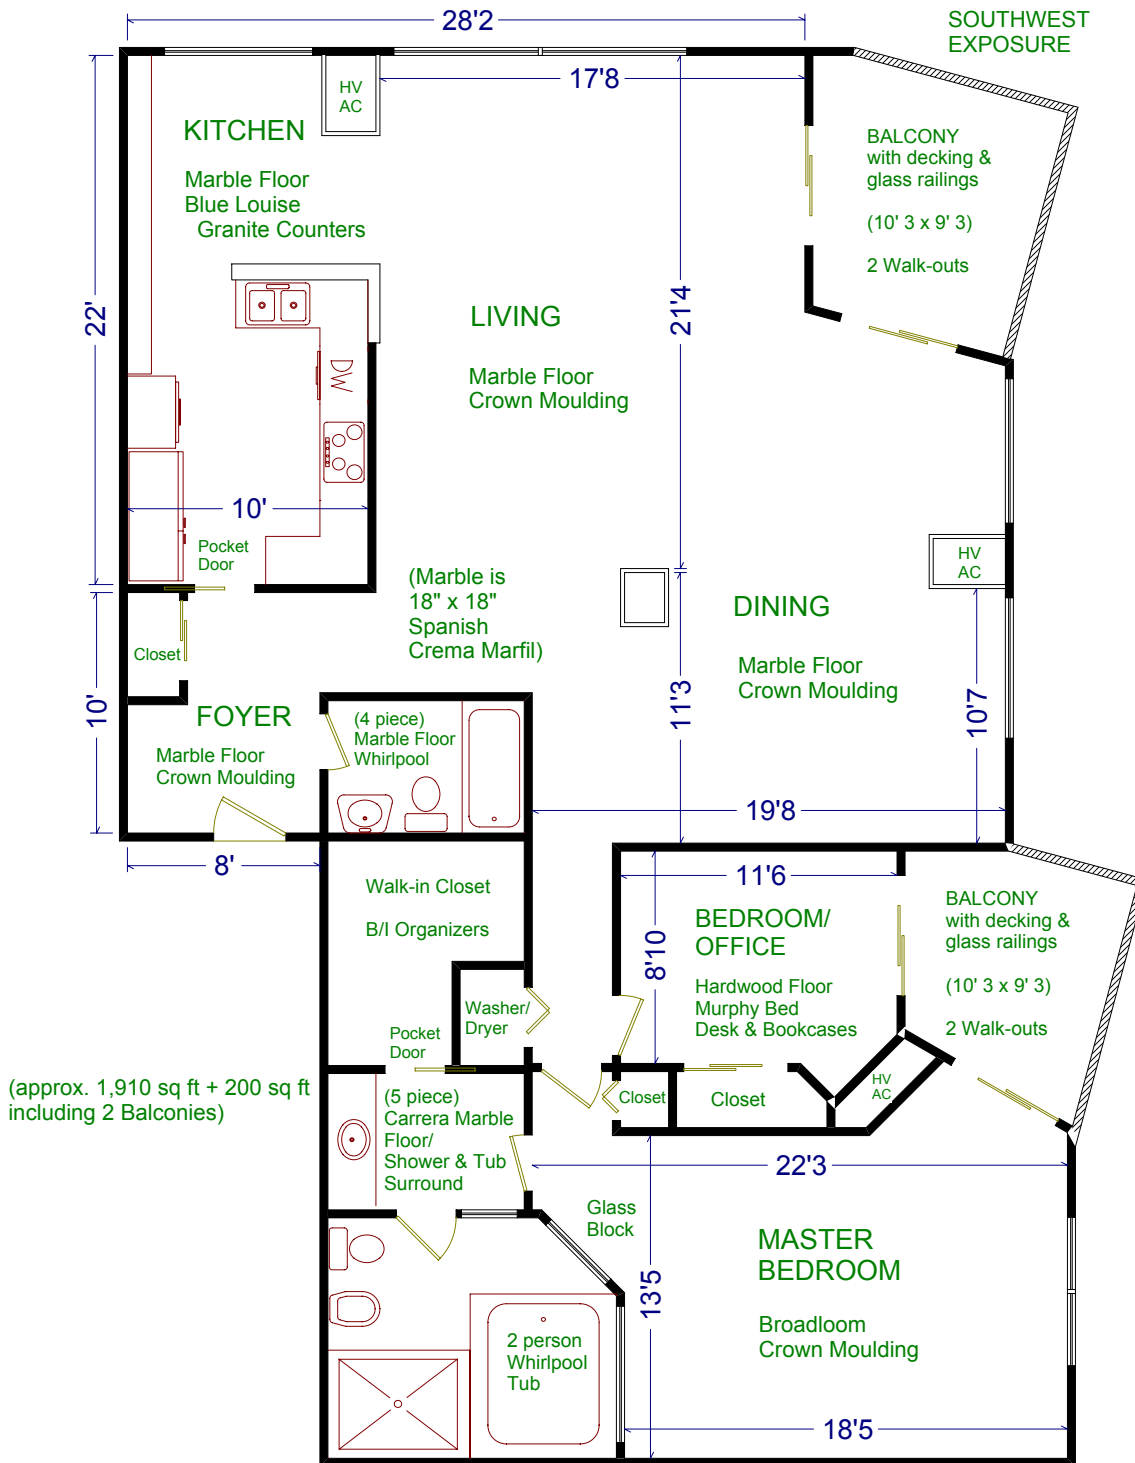 28'2
SOUTHWEST
EXPOSURE
17'8
HV
AC
KITCHEN
Marble Floor
Blue Louise
Granite Counters
BALCONY
with decking &
glass railings
(10' 3 x 9' 3)
2 Walk-outs
22'
21'4
LIVING
Marble Floor
Crown Moulding
DW
10'
Pocket
Door
HV
AC
(Marble is
18" x 18"
Spanish
Crema Marfil)
DINING
Marble Floor
Crown Moulding
Closet
10'
FOYER
Marble Floor
Crown Moulding
(4 piece)
Marble Floor
Whirlpool
11'3
10'7
19'8
8'
11'6
Walk-in Closet
B/I Organizers
8'10
BEDROOM/
OFFICE
Hardwood Floor
Murphy Bed
Desk & Bookcases
BALCONY
with decking &
glass railings
(10' 3 x 9' 3)
2 Walk-outs
Washer/
Dryer
Pocket
Door
(approx. 1,910 sq ft + 200 sq ft
including 2 Balconies)
(5 piece)
Carrera Marble
Floor/
Shower & Tub
Surround
Closet
Closet
HV
AC
22'3
Glass
Block
13'5
MASTER
BEDROOM
Broadloom
Crown Moulding
2 person
Whirlpool
Tub
18'5